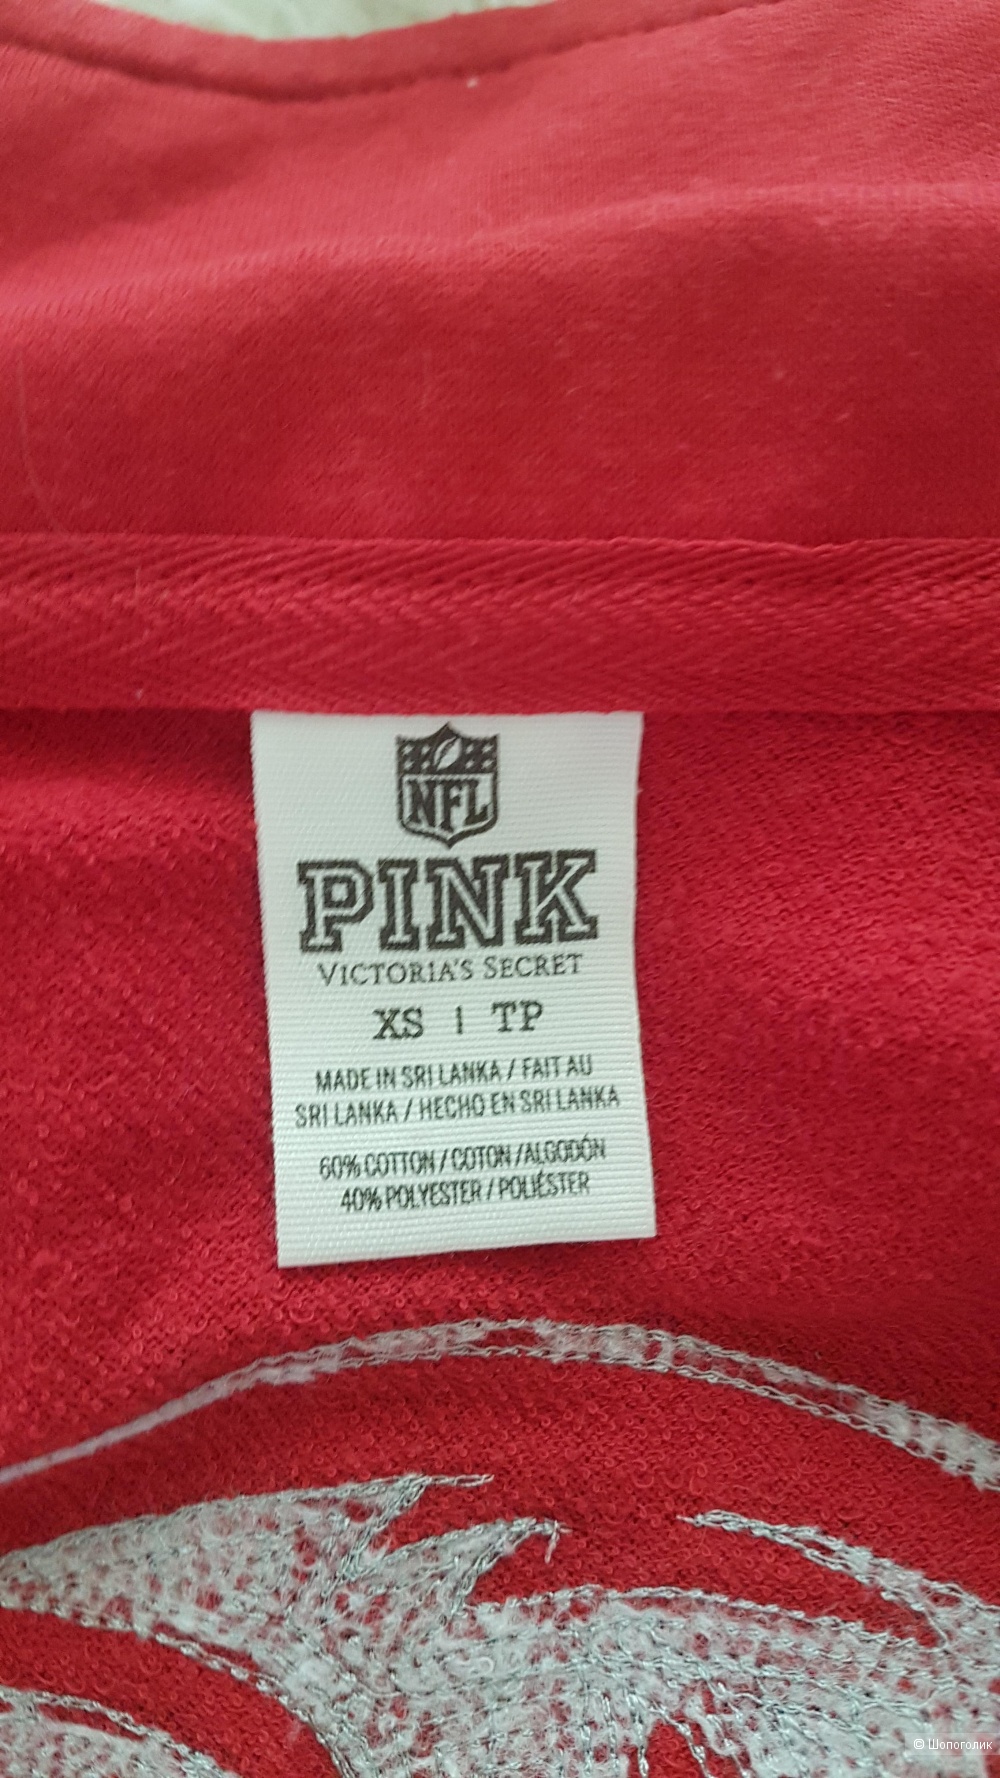 NFL
PINK
VICTORIA'S SECRET
XS | TP
MADE IN SRI LANKA / FAIT AU
SRI LANKA / HECHO EN SRI LANKA
60% COTTON / COTON / ALGODÓN
40% POLYESTER / POLIÉSTER
© Шопоголик